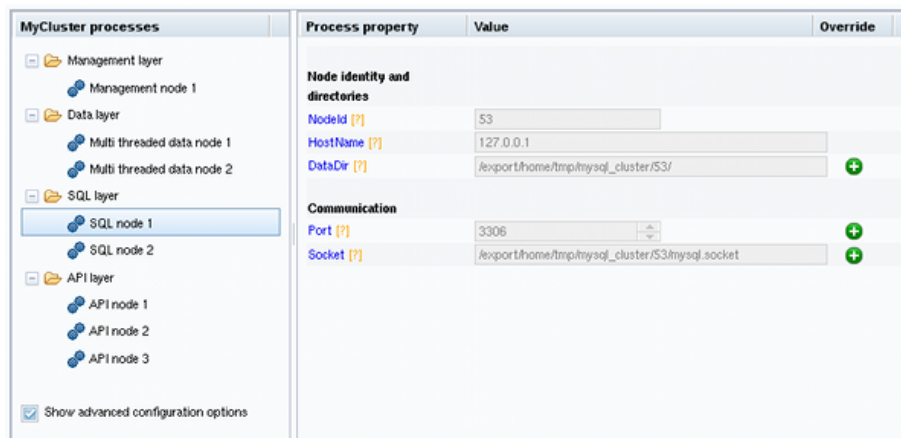 MyCluster processes
Management layer
Management node 1
Data layer
Multi threaded data node 1
Multi threaded data node 2
SQL layer
SQL node 1
SQL node 2
API layer
API node 1
API node 2
API node 3
Show advanced configuration options
Process property Value Override
Node identity and
directories
NodeId [?] 53
HostName [?] 127.0.0.1
DataDir [?] /export/home/tmp/mysql_cluster/53/
Communication
Port [?] 3306
Socket [?] /export/home/tmp/mysql_cluster/53/mysql.socket